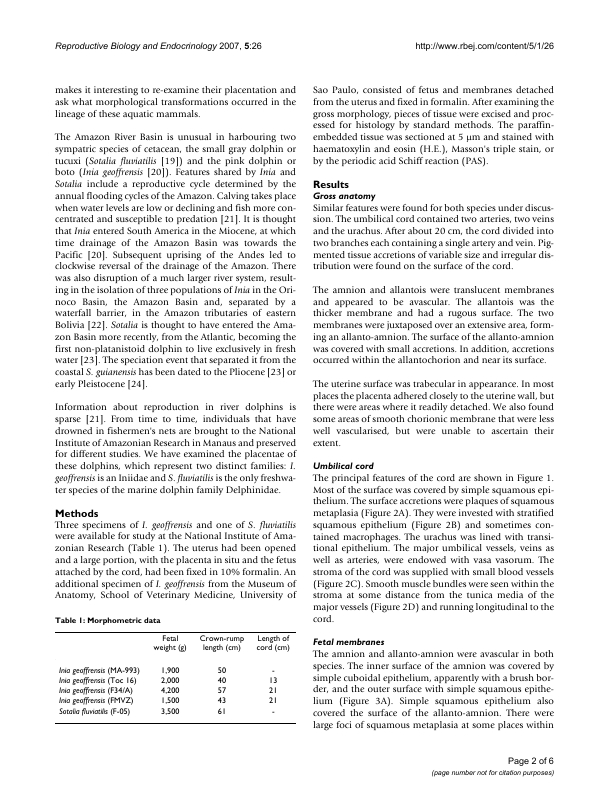 Reproductive Biology and Endocrinology 2007, 5:26
http://www.rbej.com/content/5/1/26
makes it interesting to re-examine their placentation and
ask what morphological transformations occurred in the
lineage of these aquatic mammals.
The Amazon River Basin is unusual in harbouring two
sympatric species of cetacean, the small gray dolphin or
tucuxi (Sotalia fluviatilis [19]) and the pink dolphin or
boto (Inia geoffrensis [20]). Features shared by Inia and
Sotalia include a reproductive cycle determined by the
annual flooding cycles of the Amazon. Calving takes place
when water levels are low or declining and fish more con-
centrated and susceptible to predation [21]. It is thought
that Inia entered South America in the Miocene, at which
time drainage of the Amazon Basin was towards the
Pacific [20]. Subsequent uprising of the Andes led to
clockwise reversal of the drainage of the Amazon. There
was also disruption of a much larger river system, result-
ing in the isolation of three populations of Inia in the Ori-
noco Basin, the Amazon Basin and, separated by a
waterfall barrier, in the Amazon tributaries of eastern
Bolivia [22]. Sotalia is thought to have entered the Ama-
zon Basin more recently, from the Atlantic, becoming the
first non-platanistoid dolphin to live exclusively in fresh
water [23]. The speciation event that separated it from the
coastal S. guianensis has been dated to the Pliocene [23] or
early Pleistocene [24].
Information about reproduction in river dolphins is
sparse [21]. From time to time, individuals that have
drowned in fishermen's nets are brought to the National
Institute of Amazonian Research in Manaus and preserved
for different studies. We have examined the placentae of
these dolphins, which represent two distinct families: I.
geoffrensis is an Iniidae and S. fluviatilis is the only freshwa-
ter species of the marine dolphin family Delphinidae.
Methods
Three specimens of I. geoffrensis and one of S. fluviatilis
were available for study at the National Institute of Ama-
zonian Research (Table 1). The uterus had been opened
and a large portion, with the placenta in situ and the fetus
attached by the cord, had been fixed in 10% formalin. An
additional specimen of I. geoffrensis from the Museum of
Anatomy, School of Veterinary Medicine, University of
Table 1: Morphometric data
Fetal weight (g) Crown-rump length (cm) Length of cord (cm)
Inia geoffrensis (MA-993) 1,900 50 -
Inia geoffrensis (Toc 16) 2,000 40 13
Inia geoffrensis (F34/A) 4,200 57 21
Inia geoffrensis (FMVZ) 1,500 43 21
Sotalia fluviatilis (F-05) 3,500 61 -
Sao Paulo, consisted of fetus and membranes detached
from the uterus and fixed in formalin. After examining the
gross morphology, pieces of tissue were excised and proc-
essed for histology by standard methods. The paraffin-
embedded tissue was sectioned at 5 μm and stained with
haematoxylin and eosin (H.E.), Masson's triple stain, or
by the periodic acid Schiff reaction (PAS).
Results
Gross anatomy
Similar features were found for both species under discus-
sion. The umbilical cord contained two arteries, two veins
and the urachus. After about 20 cm, the cord divided into
two branches each containing a single artery and vein. Pig-
mented tissue accretions of variable size and irregular dis-
tribution were found on the surface of the cord.
The amnion and allantois were translucent membranes
and appeared to be avascular. The allantois was the
thicker membrane and had a rugous surface. The two
membranes were juxtaposed over an extensive area, form-
ing an allanto-amnion. The surface of the allanto-amnion
was covered with small accretions. In addition, accretions
occurred within the allantochorion and near its surface.
The uterine surface was trabecular in appearance. In most
places the placenta adhered closely to the uterine wall, but
there were areas where it readily detached. We also found
some areas of smooth chorionic membrane that were less
well vascularised, but were unable to ascertain their
extent.
Umbilical cord
The principal features of the cord are shown in Figure 1.
Most of the surface was covered by simple squamous epi-
thelium. The surface accretions were plaques of squamous
metaplasia (Figure 2A). They were invested with stratified
squamous epithelium (Figure 2B) and sometimes con-
tained macrophages. The urachus was lined with transi-
tional epithelium. The major umbilical vessels, veins as
well as arteries, were endowed with vasa vasorum. The
stroma of the cord was supplied with small blood vessels
(Figure 2C). Smooth muscle bundles were seen within the
stroma at some distance from the tunica media of the
major vessels (Figure 2D) and running longitudinal to the
cord.
Fetal membranes
The amnion and allanto-amnion were avascular in both
species. The inner surface of the amnion was covered by
simple cuboidal epithelium, apparently with a brush bor-
der, and the outer surface with simple squamous epithe-
lium (Figure 3A). Simple squamous epithelium also
covered the surface of the allanto-amnion. There were
large foci of squamous metaplasia at some places within
Page 2 of 6
(page number not for citation purposes)